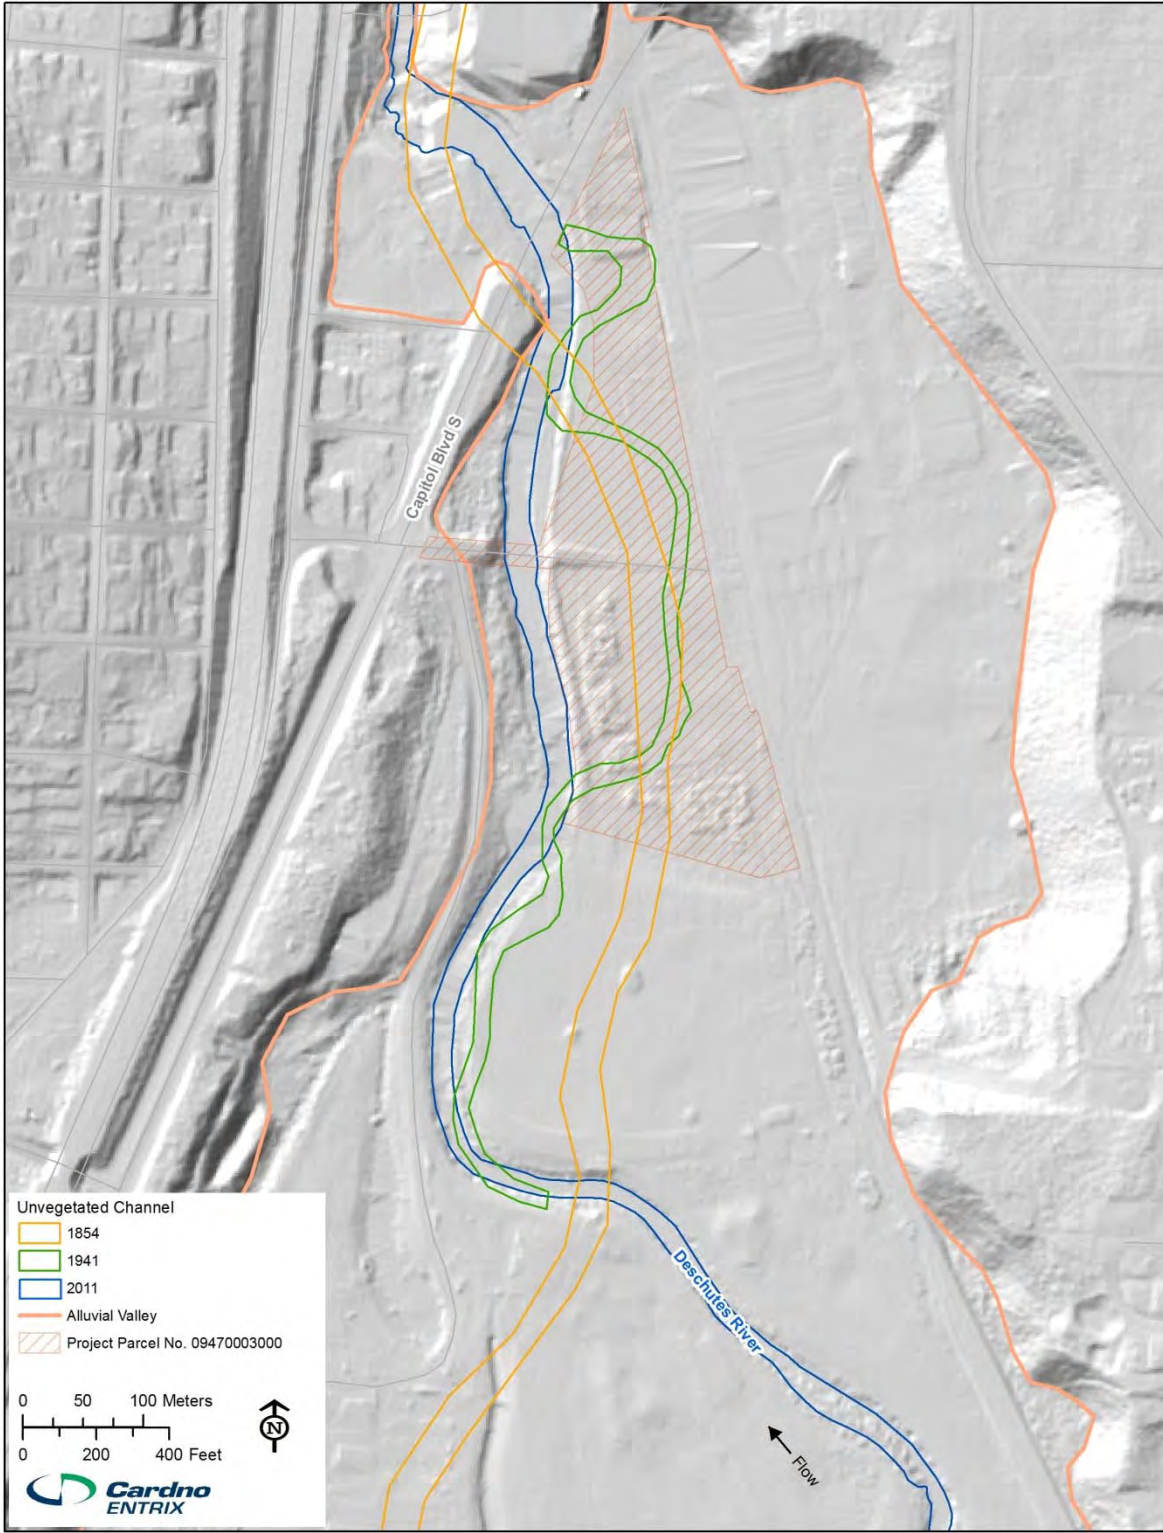 Capitol Blvd S
Unvegetated Channel
1854
1941
2011
Alluvial Valley
Project Parcel No. 09470003000
0 50 100 Meters
0 200 400 Feet
N
Cardno
ENTRIX
Deschutes River
Flow